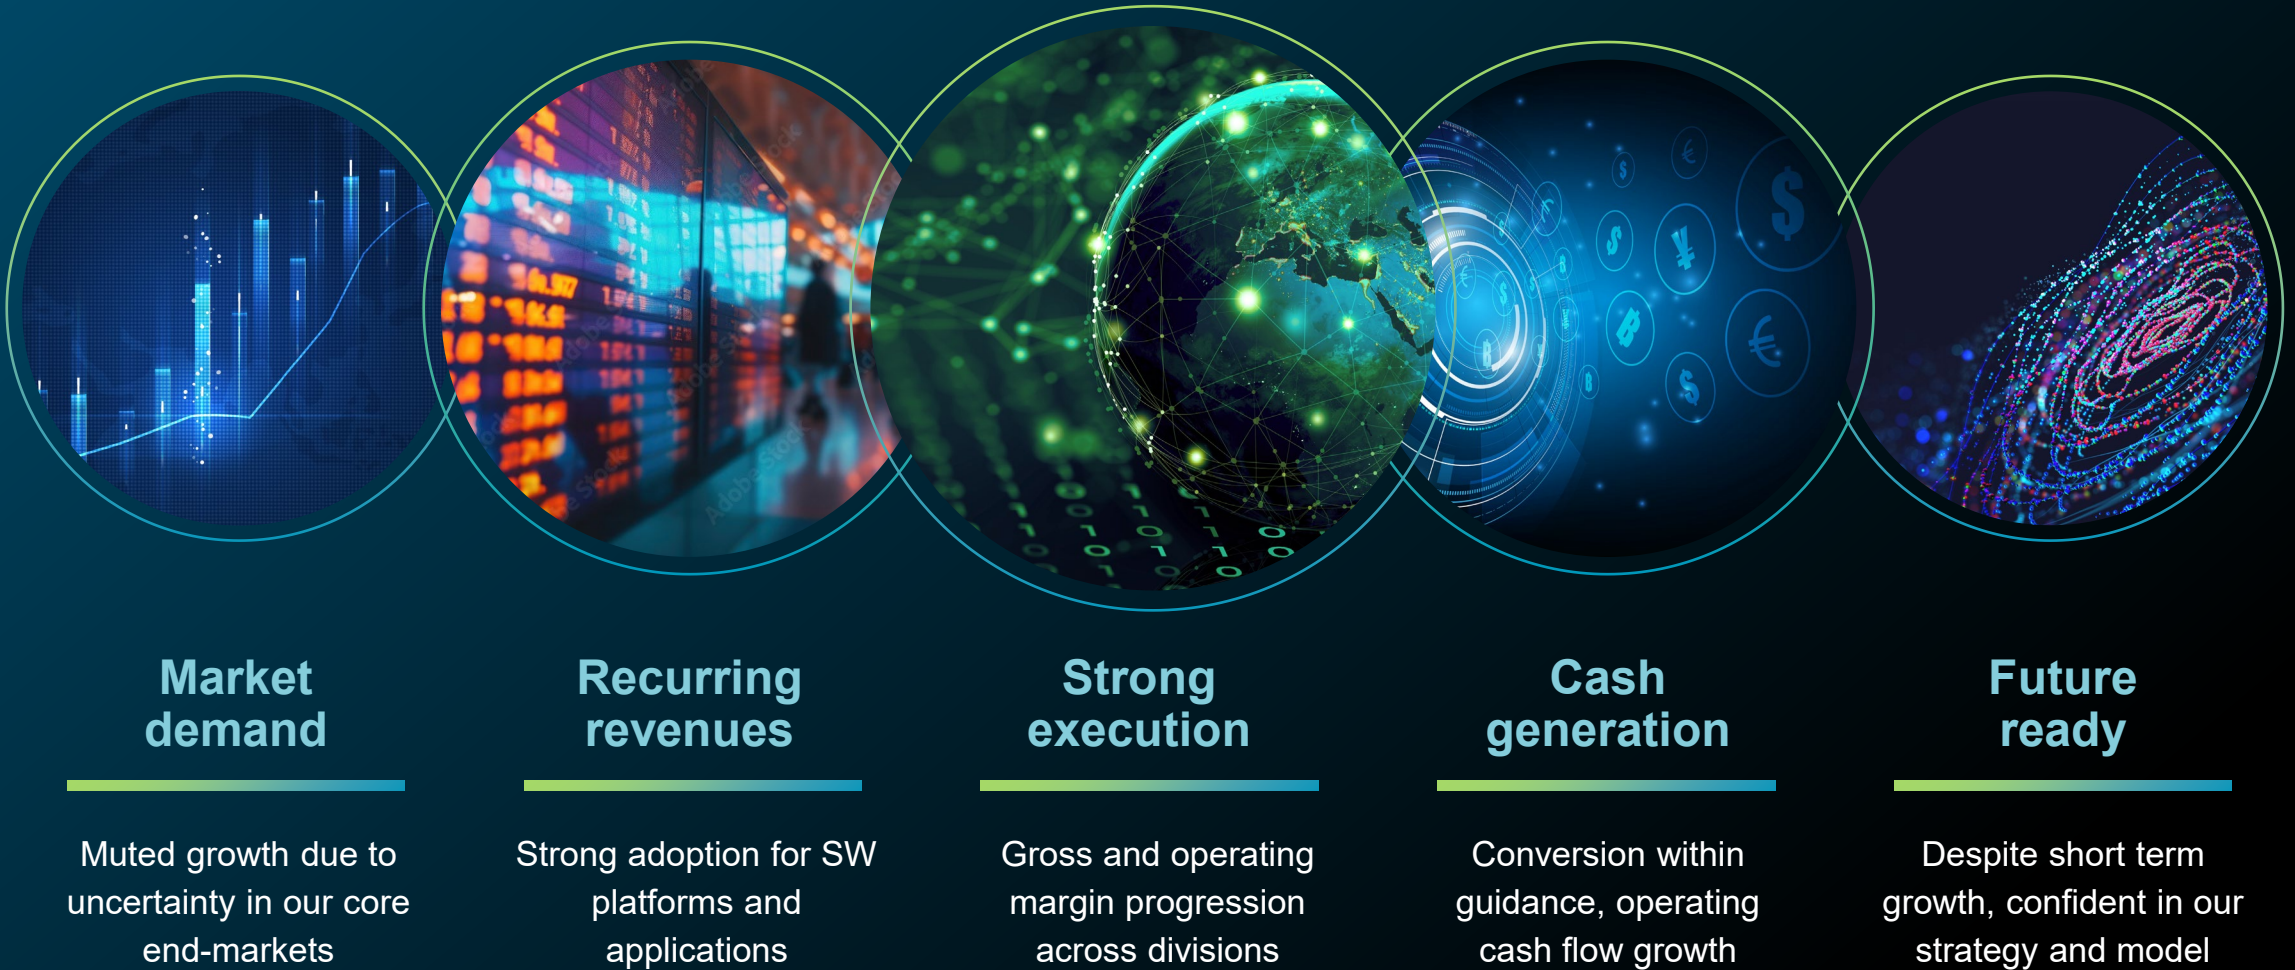 Market
demand
Muted growth due to
uncertainty in our core
end-markets
Recurring
revenues
Strong adoption for SW
platforms and
applications
Strong
execution
Gross and operating
margin progression
across divisions
Cash
generation
Conversion within
guidance, operating
cash flow growth
Future
ready
Despite short term
growth, confident in our
strategy and model